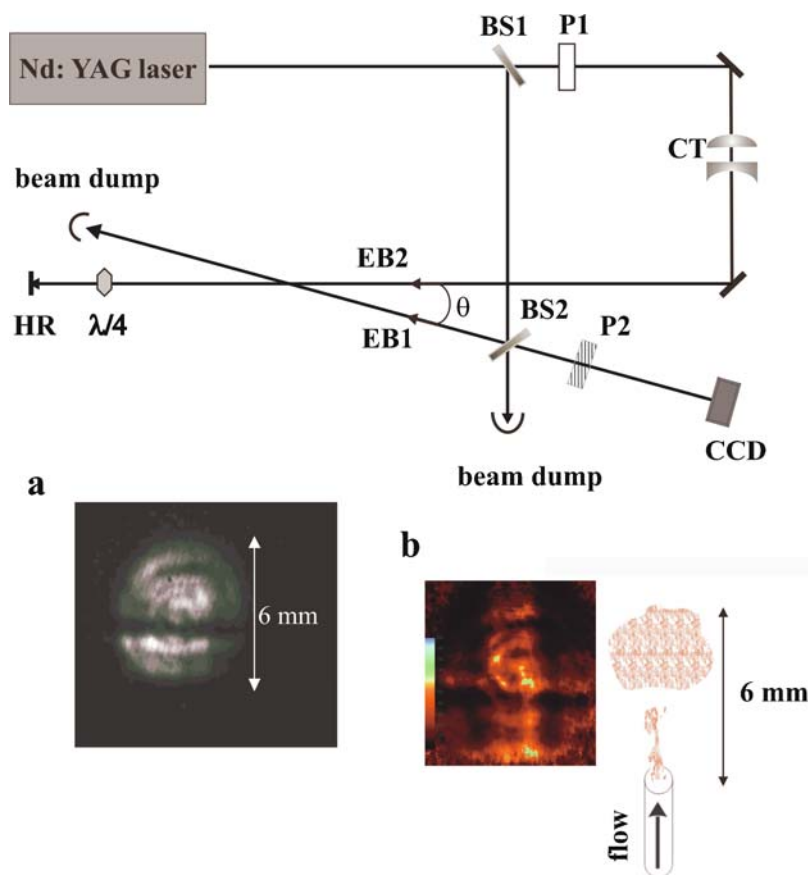 BS1
P1
Nd: YAG laser
CT
beam dump
EB2
θ
BS2
P2
HR
λ/4
EB1
CCD
beam dump
a
b
6 mm
6 mm
flow